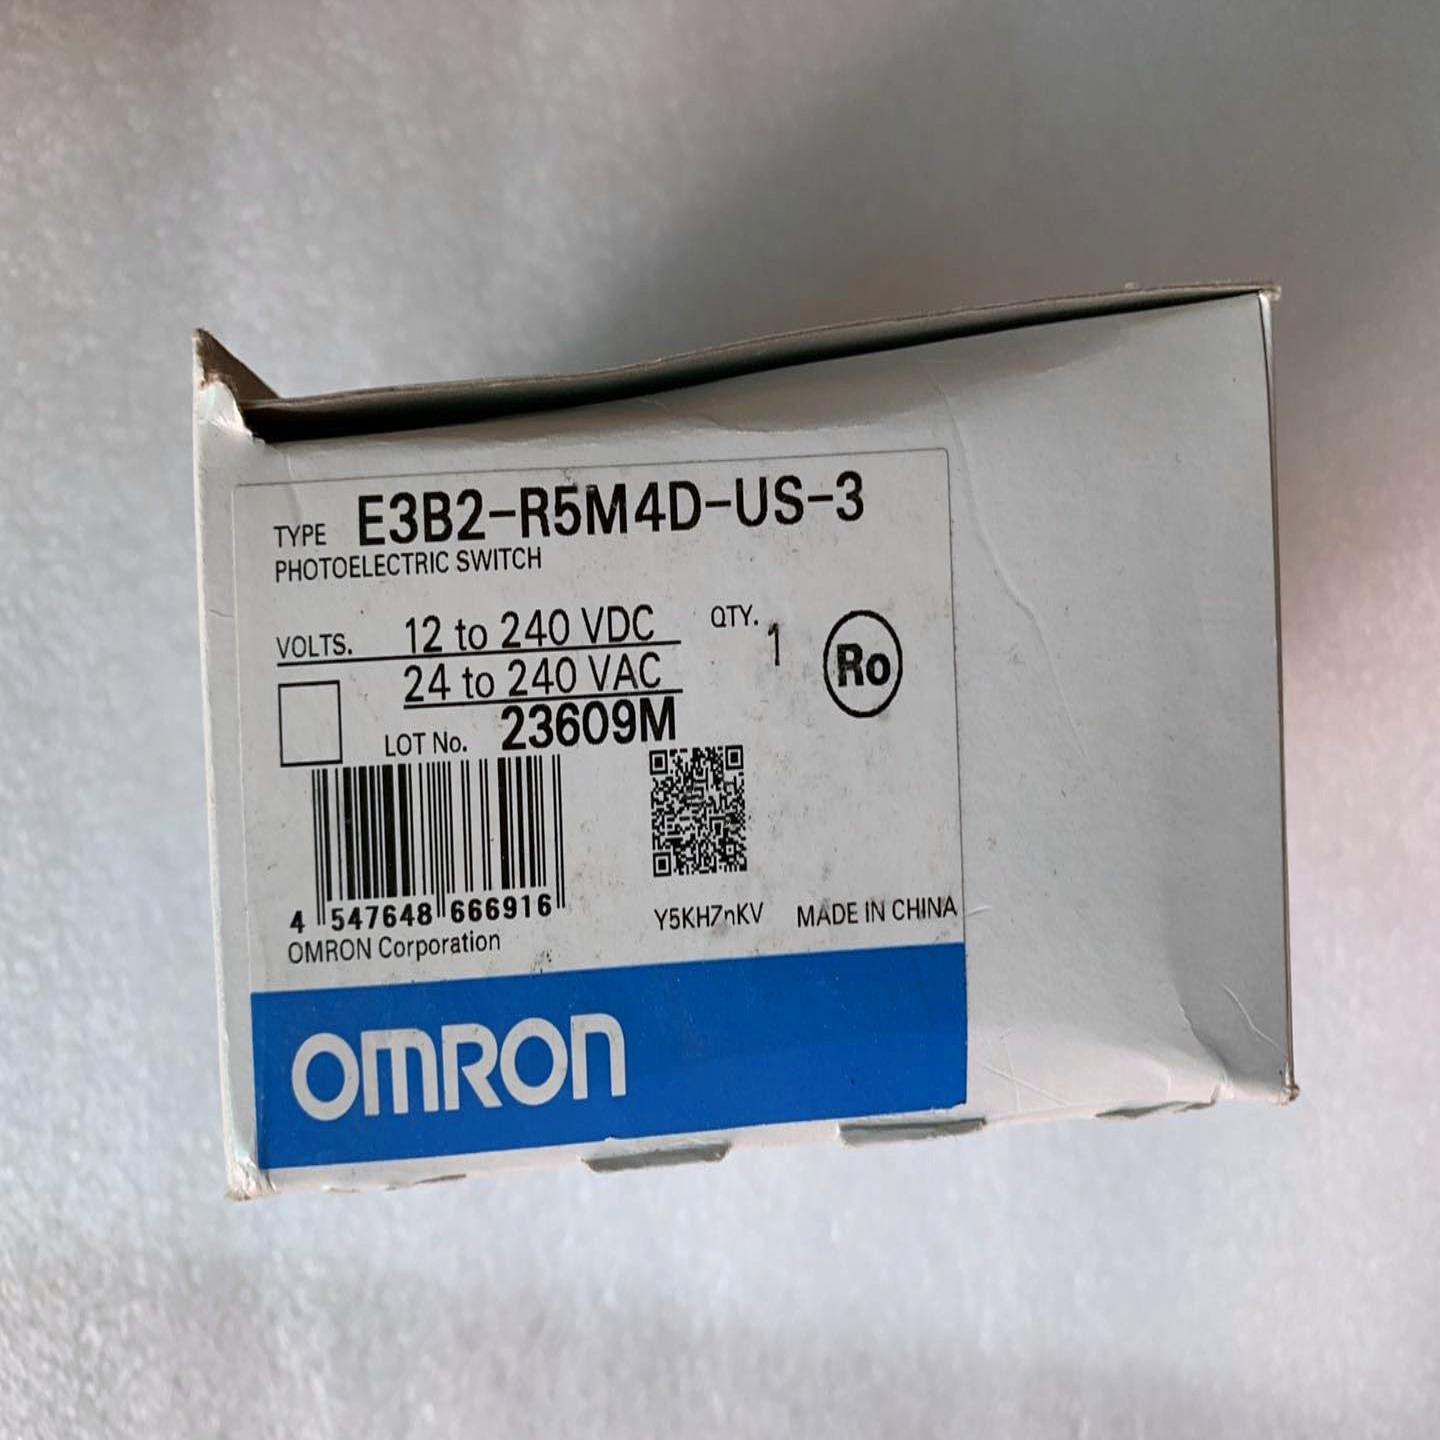 TYPE E3B2-R5M4D-US-3
PHOTOELECTRIC SWITCH
VOLTS. 12 to 240 VDC QTY. 1
24 to 240 VAC
Ro
LOT No. 23609M
4 547648 666916
Y5KHZnKV MADE IN CHINA
OMRON Corporation
OMRON